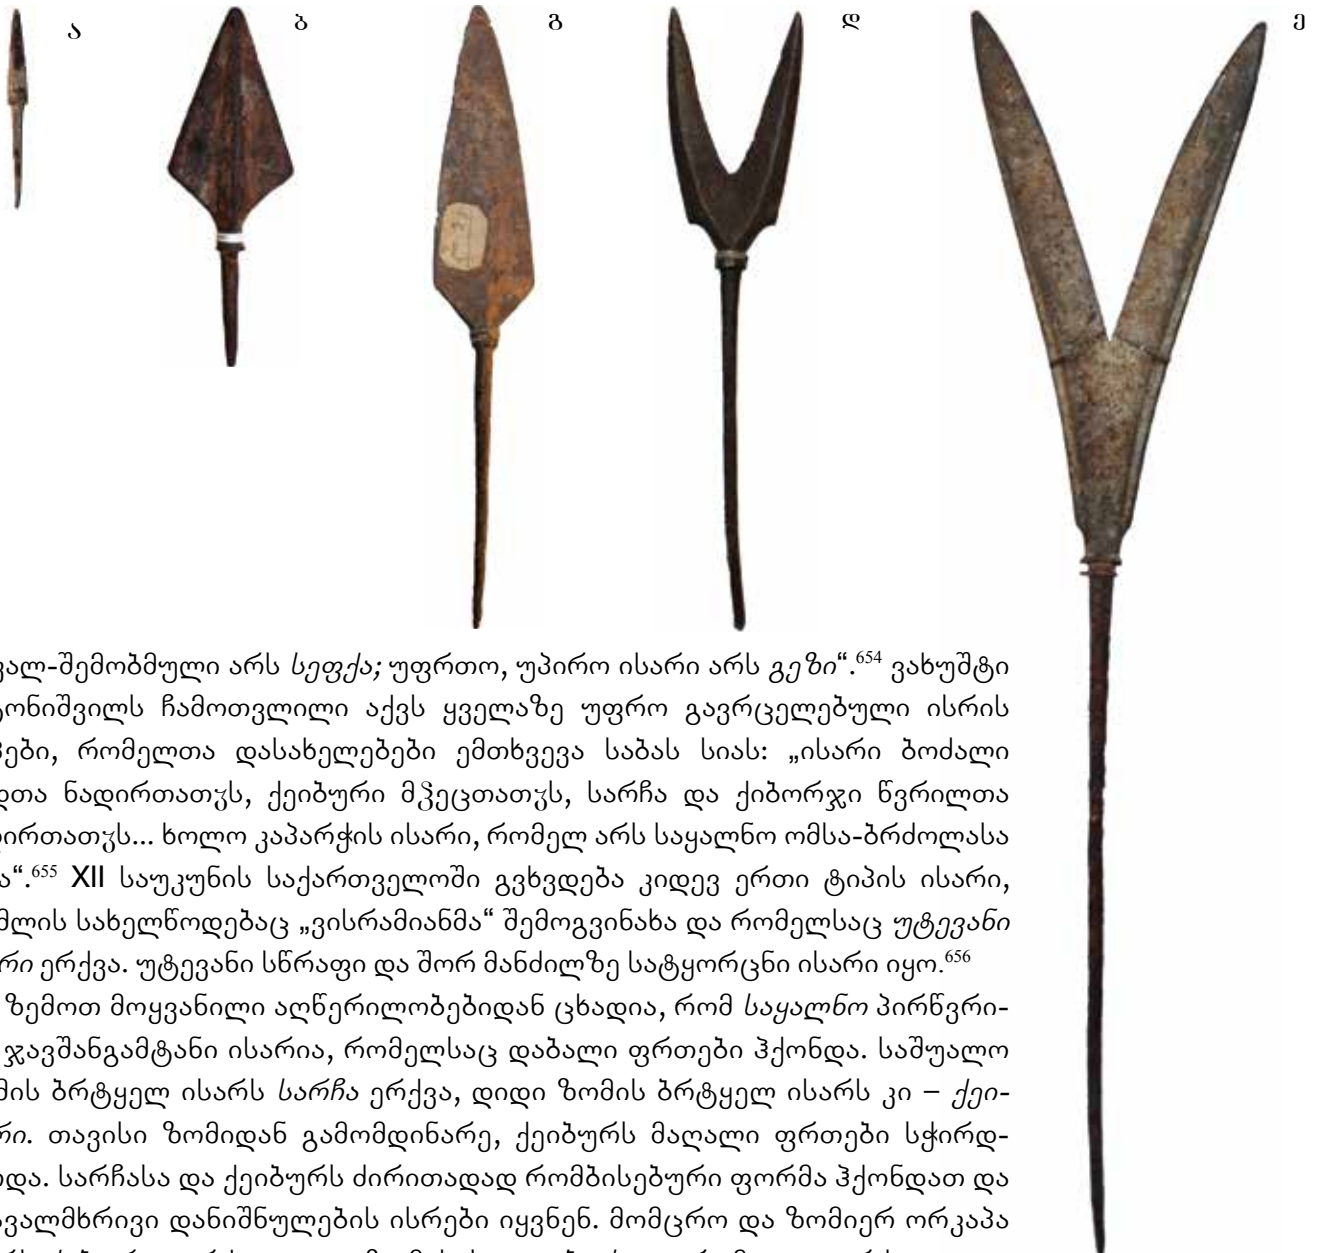 ა ბ გ დ ე
ვალ-შემობმული არს სეფქა; უფრთო, უპირო ისარი არს გეზი“.654 ვახუშტი
ონიშვილს ჩამოთვლილი აქვს ყველაზე უფრო გავრცელებული ისრის
ები, რომელთა დასახელებები ემთხვევა საბას სიას: „ისარი ბოძალი
დთა ნადირთათჳს, ქეიბური მჴეცთათჳს, სარჩა და ქიბორჯი წვრილთა
ირთათჳს... ხოლო კაპარჭის ისარი, რომელ არს საყალნო ომსა-ბრძოლასა
ა“.655 XII საუკუნის საქართველოში გვხვდება კიდევ ერთი ტიპის ისარი,
მლის სახელწოდებაც „ვისრამიანმა“ შემოგვინახა და რომელსაც უტევანი
რი ერქვა. უტევანი სწრაფი და შორ მანძილზე სატყორცნი ისარი იყო.656
ზემოთ მოყვანილი აღწერილობებიდან ცხადია, რომ საყალნო პირწვრი-
ჯავშანგამტანი ისარია, რომელსაც დაბალი ფრთები ჰქონდა. საშუალო
მის ბრტყელ ისარს სარჩა ერქვა, დიდი ზომის ბრტყელ ისარს კი – ქეი-
რი. თავისი ზომიდან გამომდინარე, ქეიბურს მაღალი ფრთები სჭირდ-
და. სარჩასა და ქეიბურს ძირითადად რომბისებური ფორმა ჰქონდათ და
ვალმხრივი დანიშნულების ისრები იყვნენ. მომცრო და ზომიერ ორკაპა